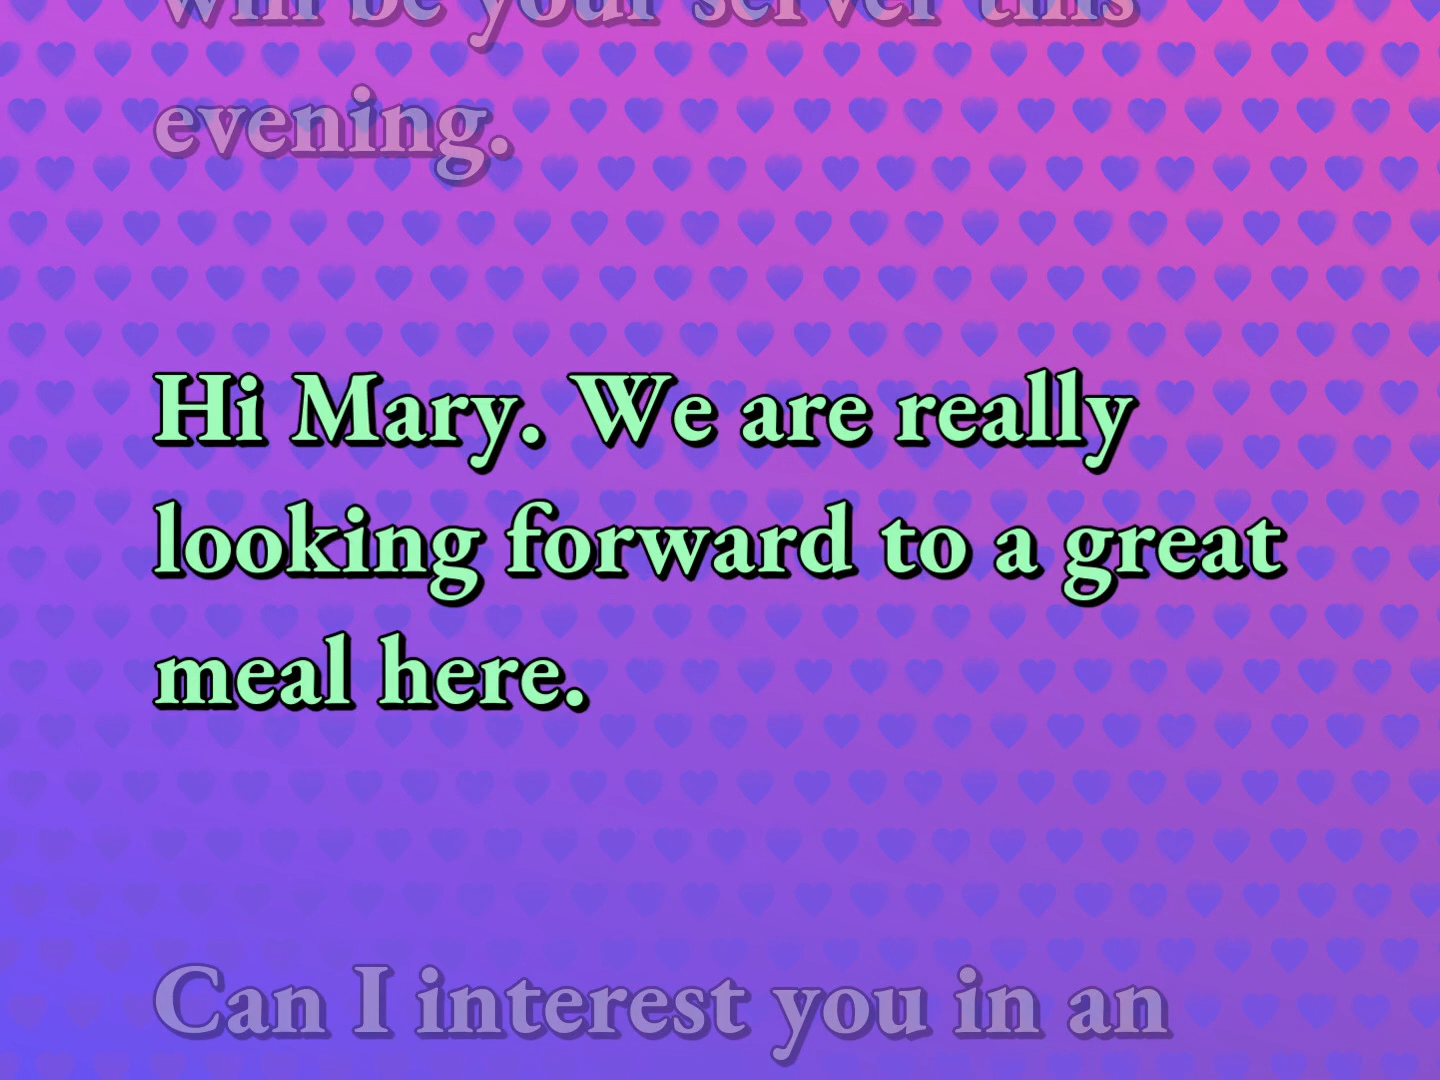 will be your server this
evening.
Hi Mary. We are really
looking forward to a great
meal here.
Can I interest you in an